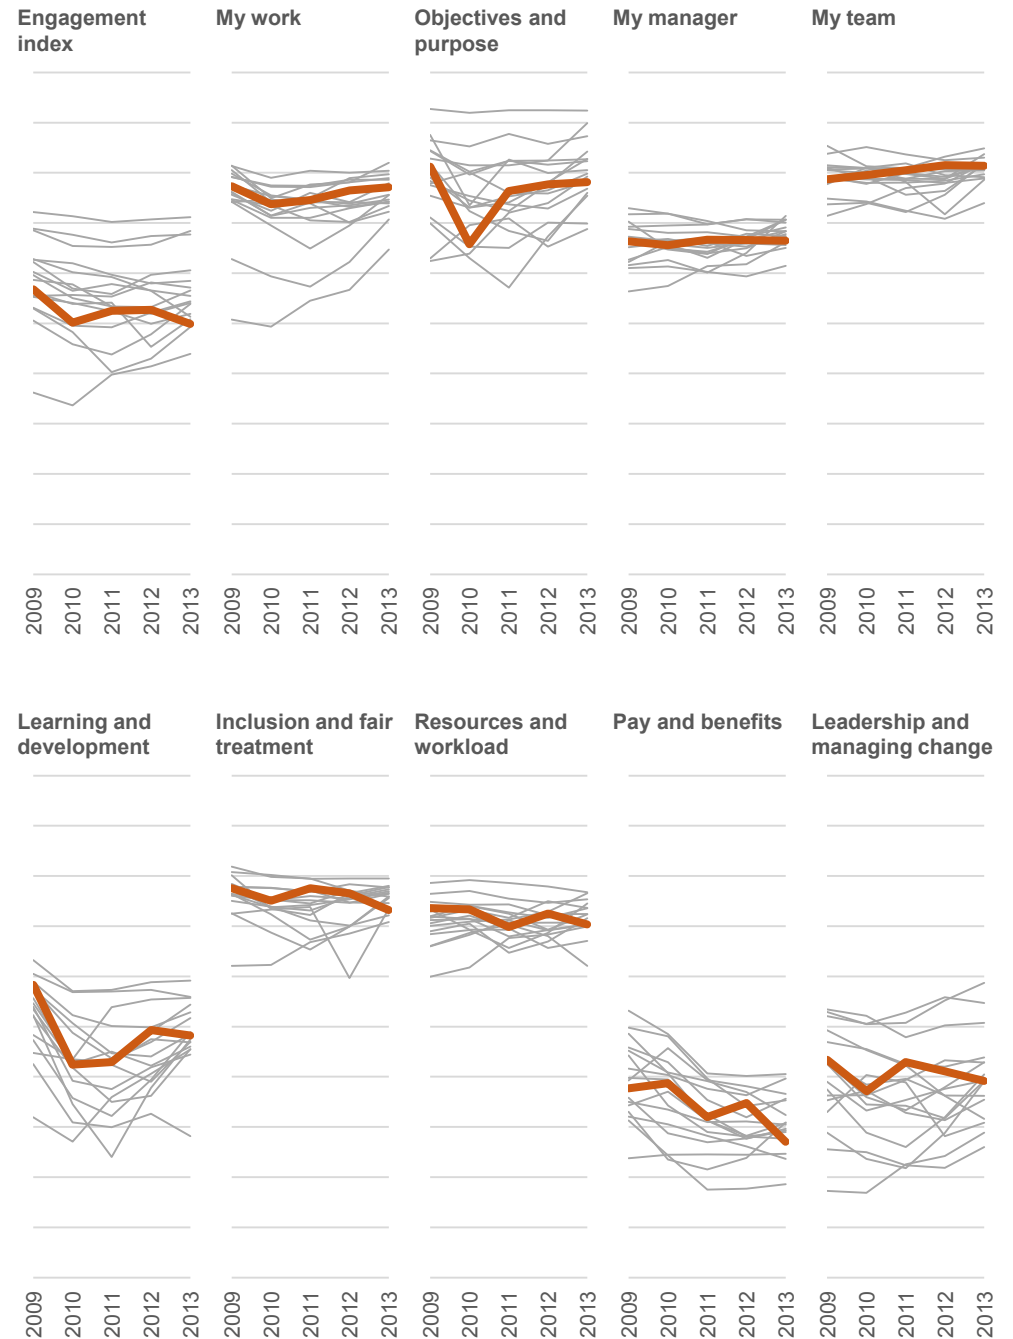 Engagement
index
My work
Objectives and
purpose
My manager
My team
2009 2010 2011 2012 2013
2009 2010 2011 2012 2013
2009 2010 2011 2012 2013
2009 2010 2011 2012 2013
2009 2010 2011 2012 2013
Learning and
development
Inclusion and fair
treatment
Resources and
workload
Pay and benefits
Leadership and
managing change
2009 2010 2011 2012 2013
2009 2010 2011 2012 2013
2009 2010 2011 2012 2013
2009 2010 2011 2012 2013
2009 2010 2011 2012 2013